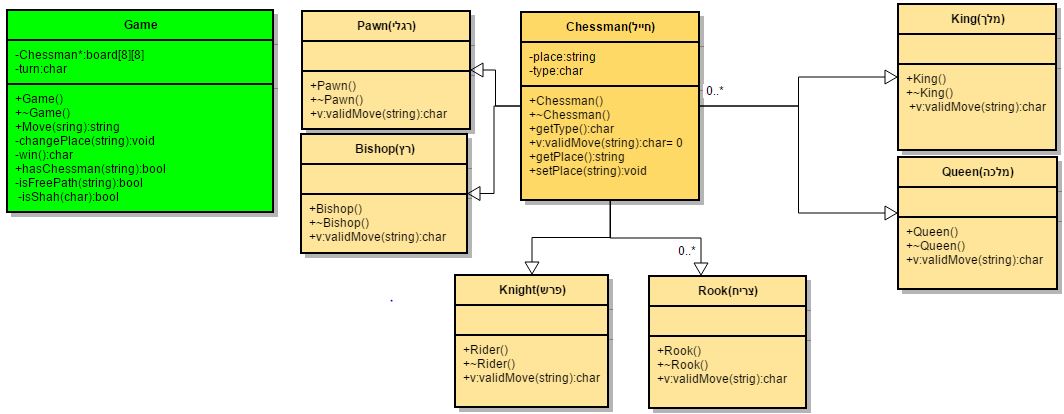 Game
-Chessman*:board[8][8]
-turn:char
+Game()
+~Game()
+Move(sring):string
-changePlace(string):void
-win():char
+hasChessman(string):bool
-isFreePath(string):bool
-isShah(char):bool
Pawn(רגלי)
+Pawn()
+~Pawn()
+v:validMove(string):char
Bishop(רץ)
+Bishop()
+~Bishop()
+v:validMove(string):char
Chessman(חייל)
-place:string
-type:char
+Chessman()
+~Chessman()
+getType():char
+v:validMove(string):char= 0
+getPlace():string
+setPlace(string):void
0..*
0..*
Knight(פרש)
+Rider()
+~Rider()
+v:validMove(string):char
Rook(צריח)
+Rook()
+~Rook()
+v:validMove(strig):char
King(מלך)
+King()
+~King()
+v:validMove(string):char
Queen(מלכה)
+Queen()
+~Queen()
+v:validMove(string):char